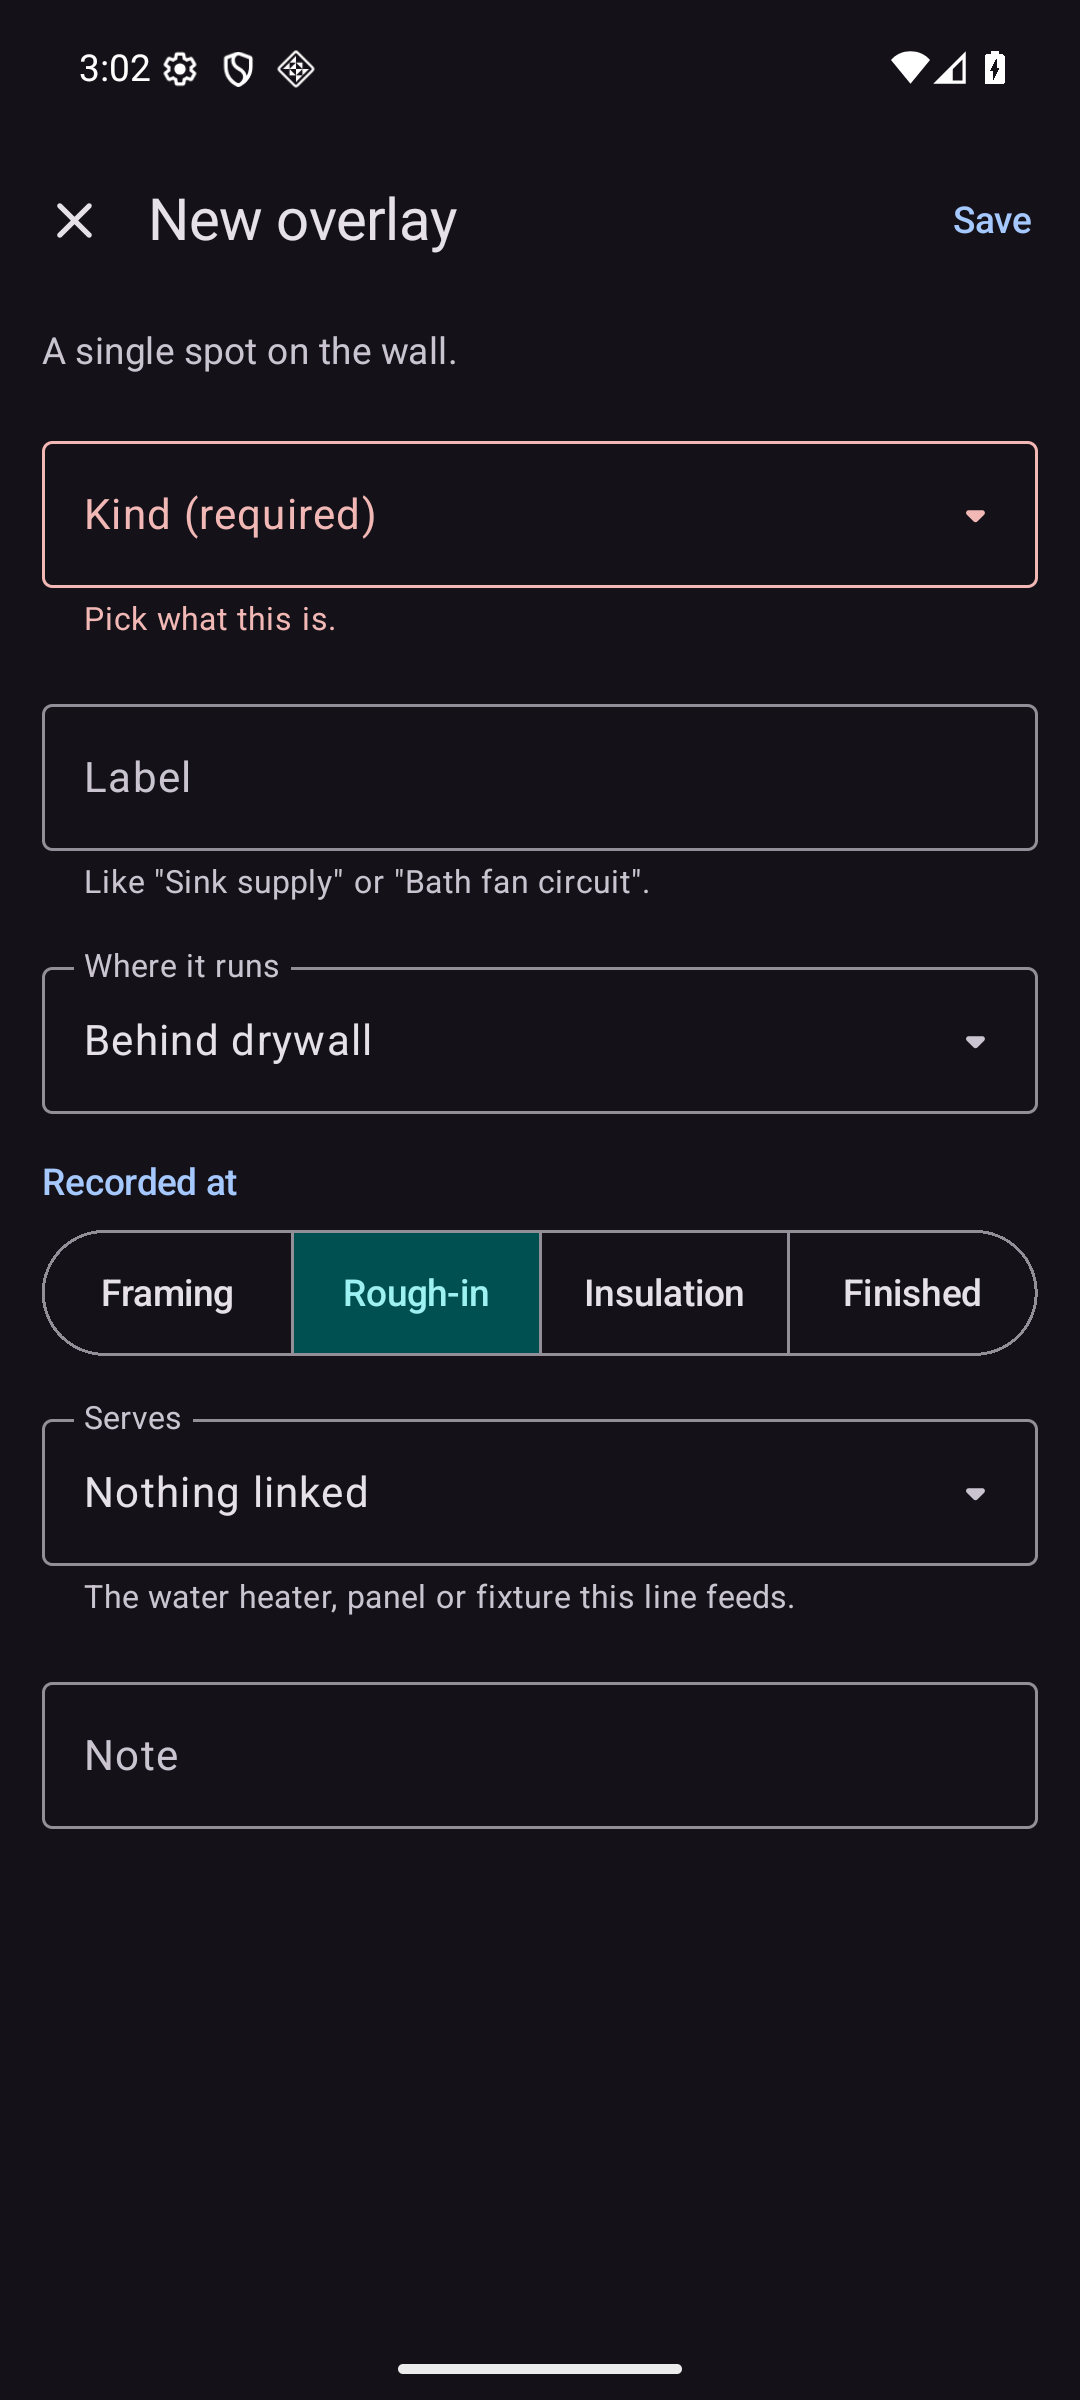 3:02
New overlay
Save
A single spot on the wall.
Kind (required)
Pick what this is.
Label
Like "Sink supply" or "Bath fan circuit".
Where it runs
Behind drywall
Recorded at
Framing Rough-in Insulation Finished
Serves
Nothing linked
The water heater, panel or fixture this line feeds.
Note